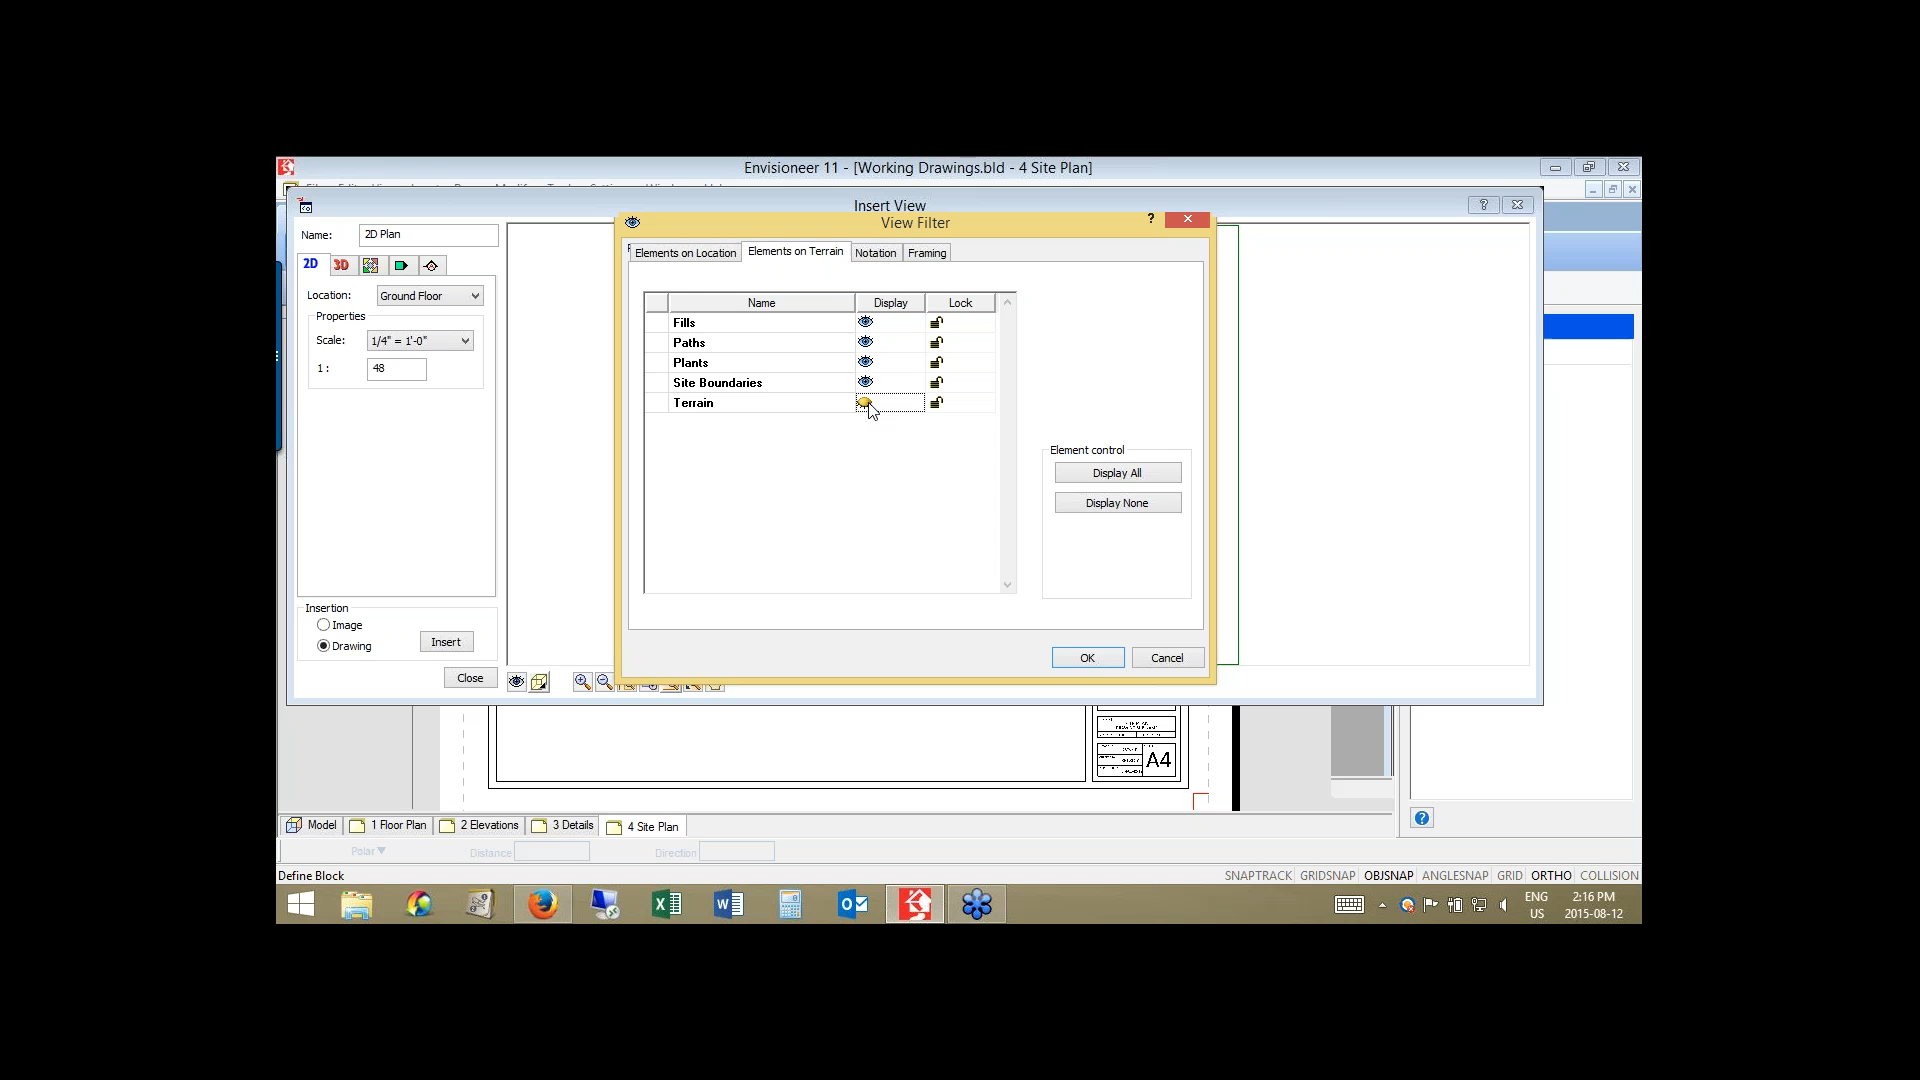 Envisioneer 11 - [Working Drawings.bld - 4 Site Plan]
Insert View
?
View Filter
?
Name:
2D Plan
2D
3D
Location:
Ground Floor
Properties
Scale:
1/4" = 1'-0"
1 :
48
Insertion
Image
Drawing
Insert
Close
Elements on Location
Elements on Terrain
Notation
Framing
Name
Display
Lock
Fills
Paths
Plants
Site Boundaries
Terrain
Element control
Display All
Display None
OK
Cancel
A4
?
Model
1 Floor Plan
2 Elevations
3 Details
4 Site Plan
Polar
Distance
Direction
Define Block
SNAPTRACK GRIDSNAP OBJSNAP ANGLESNAP GRID ORTHO COLLISION
ENG
US
2:16 PM
2015-08-12